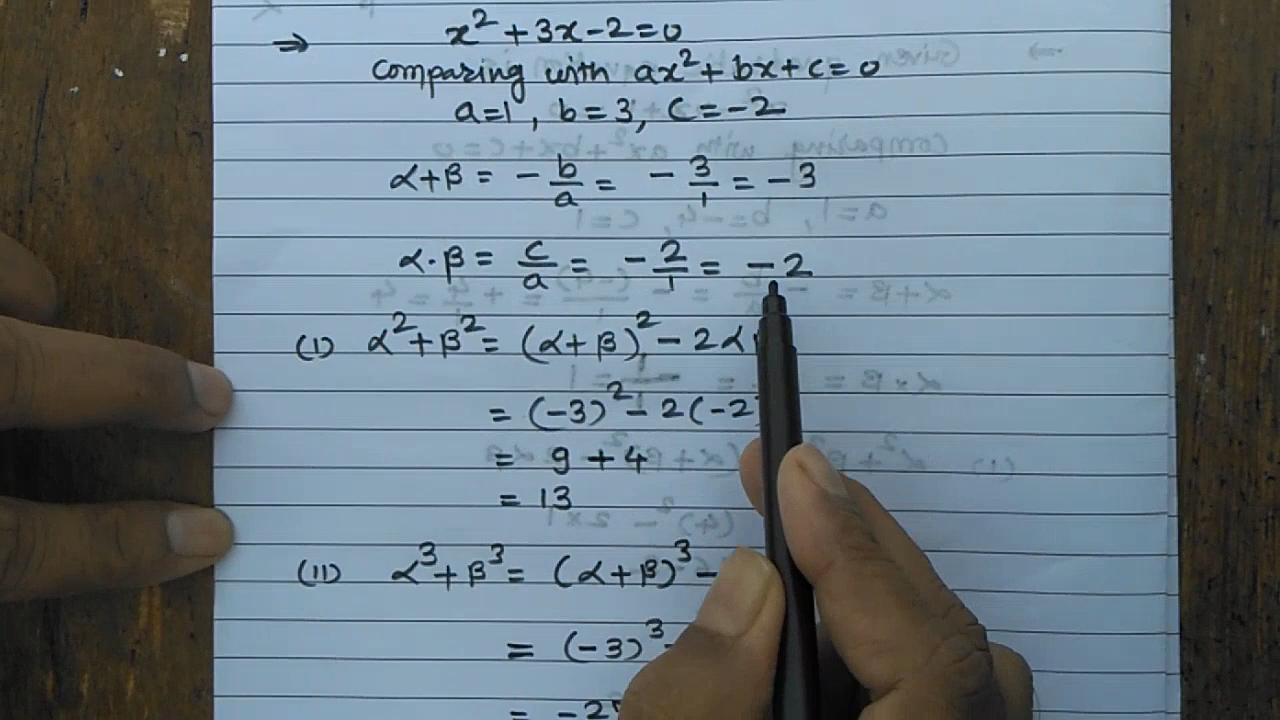 x² + 3x - 2 = 0
⇒
Comparing with ax² + bx + c = 0
a = 1 , b = 3 , c = -2
α + β = - b/a = - 3/1 = - 3
α · β = c/a = - 2/1 = - 2
(I) α² + β² = (α + β)² - 2α
= (-3)² - 2(-2
= 9 + 4
= 13
(II) α³ + β³ = (α + β)³ -
= (-3)³
= -2